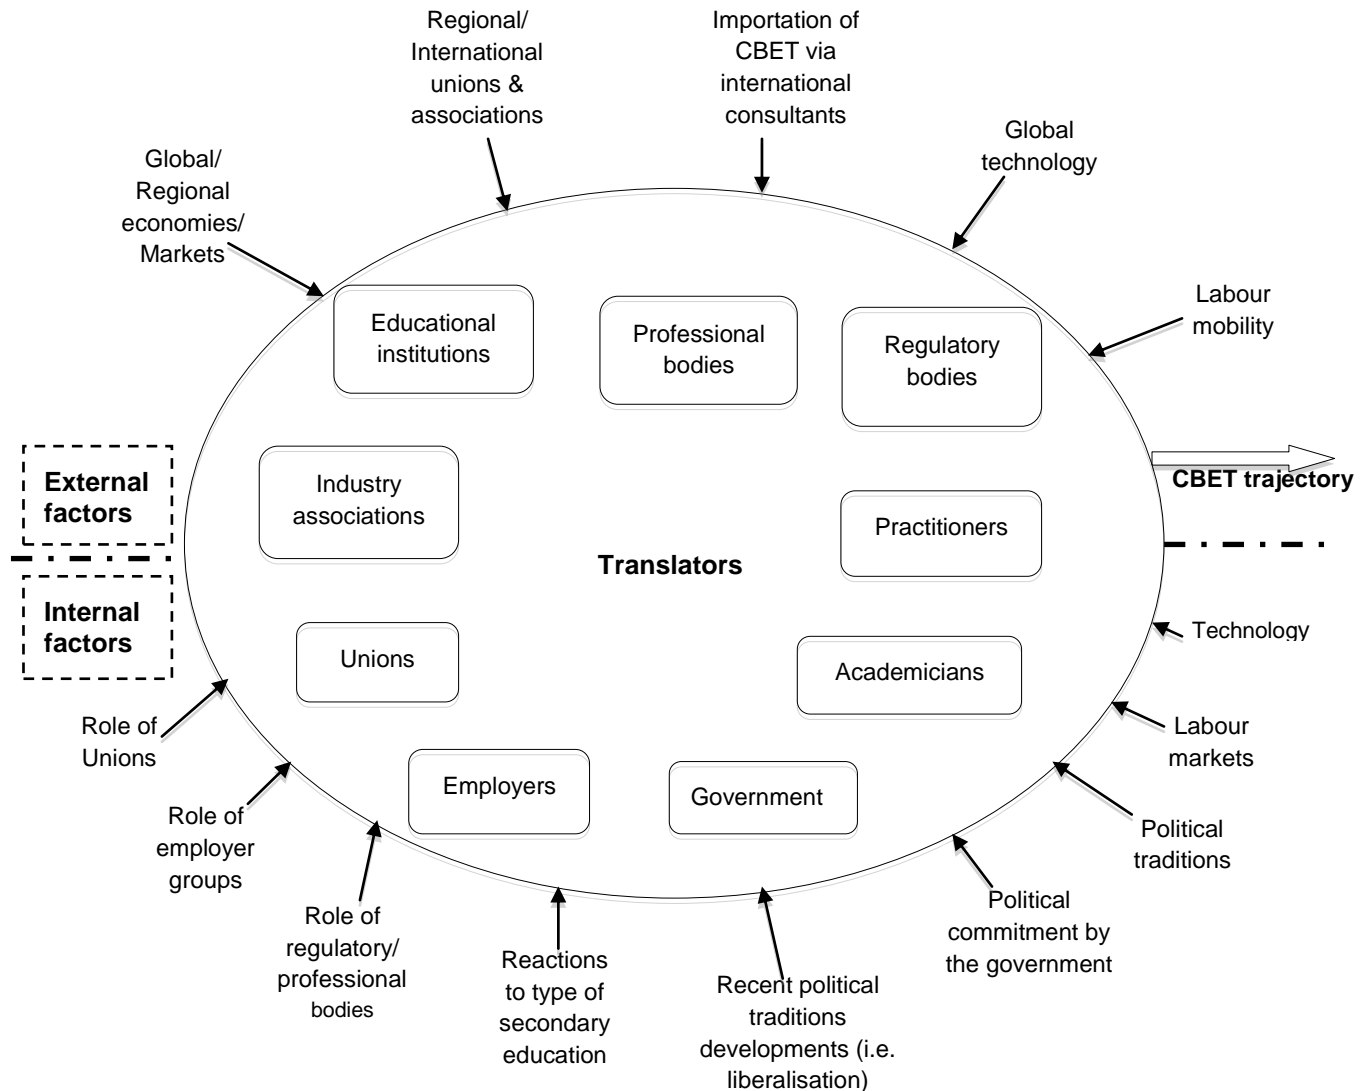 Regional/
International
unions &
associations
Importation of
CBET via
international
consultants
Global
technology
Global/
Regional
economies/
Markets
Labour
mobility
Educational
institutions
Professional
bodies
Regulatory
bodies
External
factors
CBET trajectory
Industry
associations
Practitioners
Translators
Internal
factors
Unions
Academicians
Technology
Role of
Unions
Labour
markets
Employers
Government
Role of
employer
groups
Political
traditions
Role of
regulatory/
professional
bodies
Reactions
to type of
secondary
education
Recent political
traditions
developments (i.e.
liberalisation)
Political
commitment by
the government